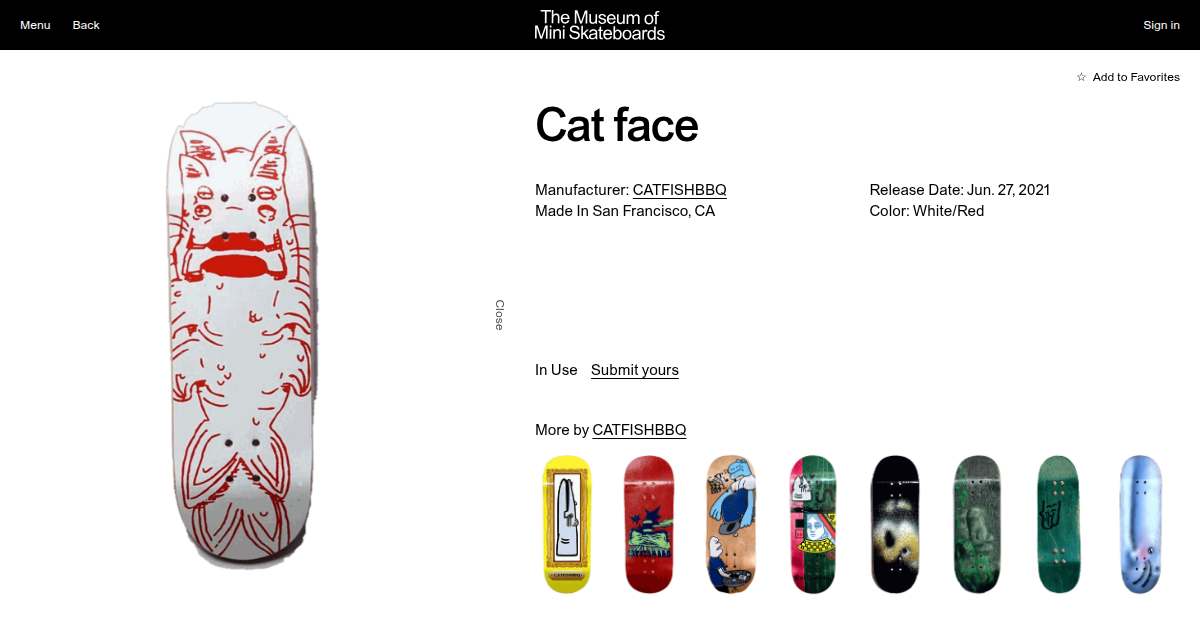 Menu
Back
The Museum of
Mini Skateboards
Sign in
☆ Add to Favorites
Cat face
Manufacturer: CATFISHBBQ
Made In San Francisco, CA
Release Date: Jun. 27, 2021
Color: White/Red
Close
In Use
Submit yours
More by CATFISHBBQ
CATFISHBBQ